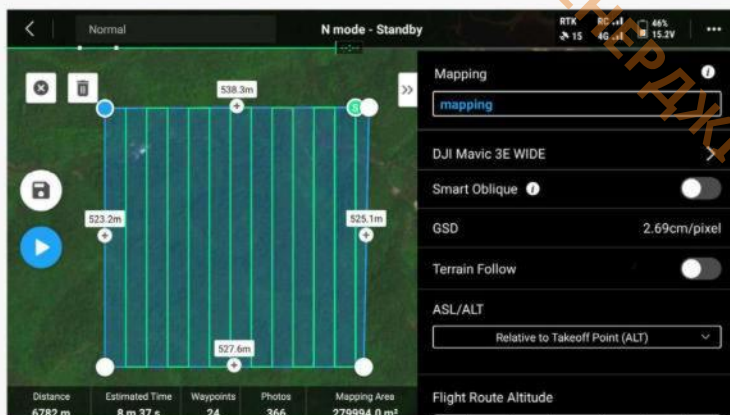 Normal
N mode - Standby
RTK
15
RC
4G
46%
15.2V
538.3m
S
523.2m
525.1m
527.6m
Mapping
mapping
DJI Mavic 3E WIDE
Smart Oblique
GSD 2.69cm/pixel
Terrain Follow
ASL/ALT
Relative to Takeoff Point (ALT)
Flight Route Altitude
Distance Estimated Time Waypoints Photos Mapping Area
6782 m 8 m 37 s 24 366 279994.0 m²